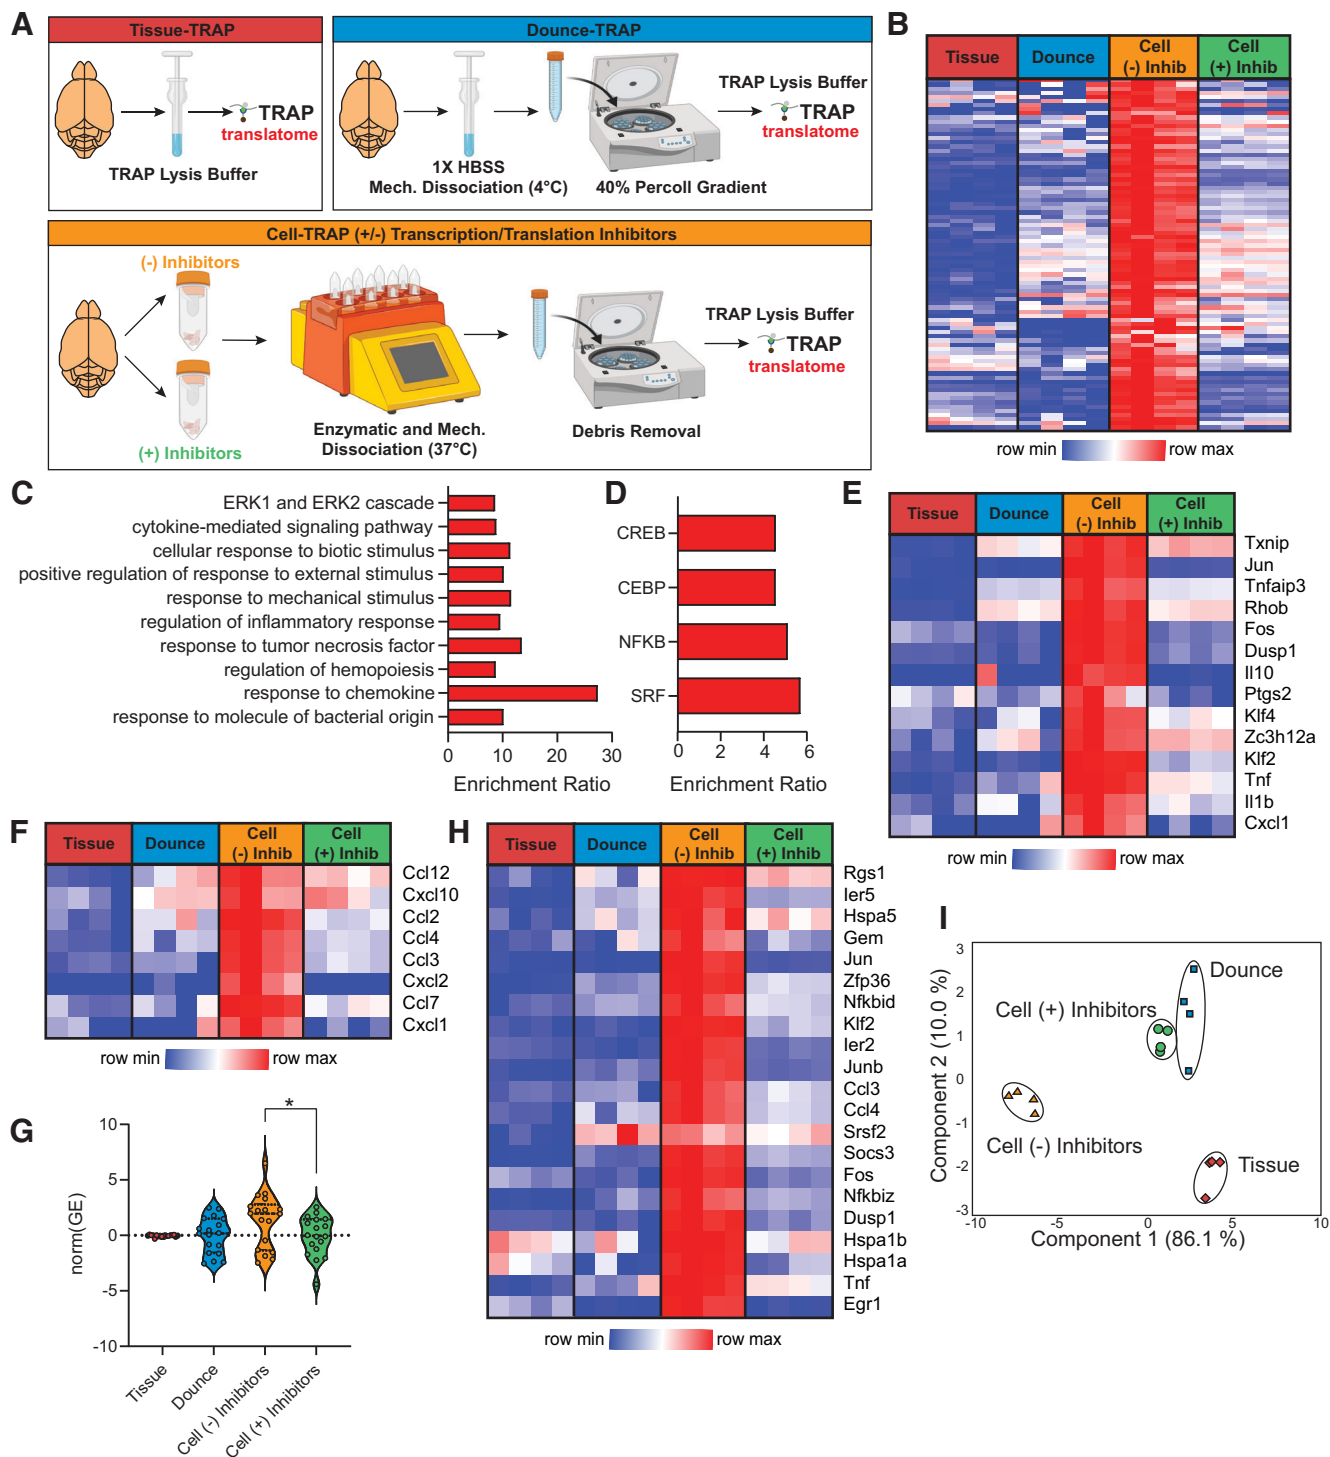 A
Tissue-TRAP
TRAP
translatome
TRAP Lysis Buffer
Dounce-TRAP
1X HBSS
Mech. Dissociation (4°C)
40% Percoll Gradient
TRAP Lysis Buffer
TRAP
translatome
Cell-TRAP (+/-) Transcription/Translation Inhibitors
(-) Inhibitors
(+) Inhibitors
Enzymatic and Mech.
Dissociation (37°C)
Debris Removal
TRAP Lysis Buffer
TRAP
translatome
B
Tissue
Dounce
Cell
(-) Inhib
Cell
(+) Inhib
row min
row max
C
ERK1 and ERK2 cascade
cytokine-mediated signaling pathway
cellular response to biotic stimulus
positive regulation of response to external stimulus
response to mechanical stimulus
regulation of inflammatory response
response to tumor necrosis factor
regulation of hemopoiesis
response to chemokine
response to molecule of bacterial origin
0 10 20 30
Enrichment Ratio
D
CREB
CEBP
NFKB
SRF
0 2 4 6
Enrichment Ratio
E
Tissue
Dounce
Cell
(-) Inhib
Cell
(+) Inhib
Txnip
Jun
Tnfaip3
Rhob
Fos
Dusp1
Il10
Ptgs2
Klf4
Zc3h12a
Klf2
Tnf
Il1b
Cxcl1
row min
row max
F
Tissue
Dounce
Cell
(-) Inhib
Cell
(+) Inhib
Ccl12
Cxcl10
Ccl2
Ccl4
Ccl3
Cxcl2
Ccl7
Cxcl1
row min
row max
G
norm(GE)
10
5
0
-5
-10
*
Tissue
Dounce
Cell (-) Inhibitors
Cell (+) Inhibitors
H
Tissue
Dounce
Cell
(-) Inhib
Cell
(+) Inhib
Rgs1
Ier5
Hspa5
Gem
Jun
Zfp36
Nfkbid
Klf2
Ier2
Junb
Ccl3
Ccl4
Srsf2
Socs3
Fos
Nfkbiz
Dusp1
Hspa1b
Hspa1a
Tnf
Egr1
row min
row max
I
Component 2 (10.0 %)
3
2
1
0
-1
-2
-3
Dounce
Cell (+) Inhibitors
Cell (-) Inhibitors
Tissue
-10 -5 0 5 10
Component 1 (86.1 %)